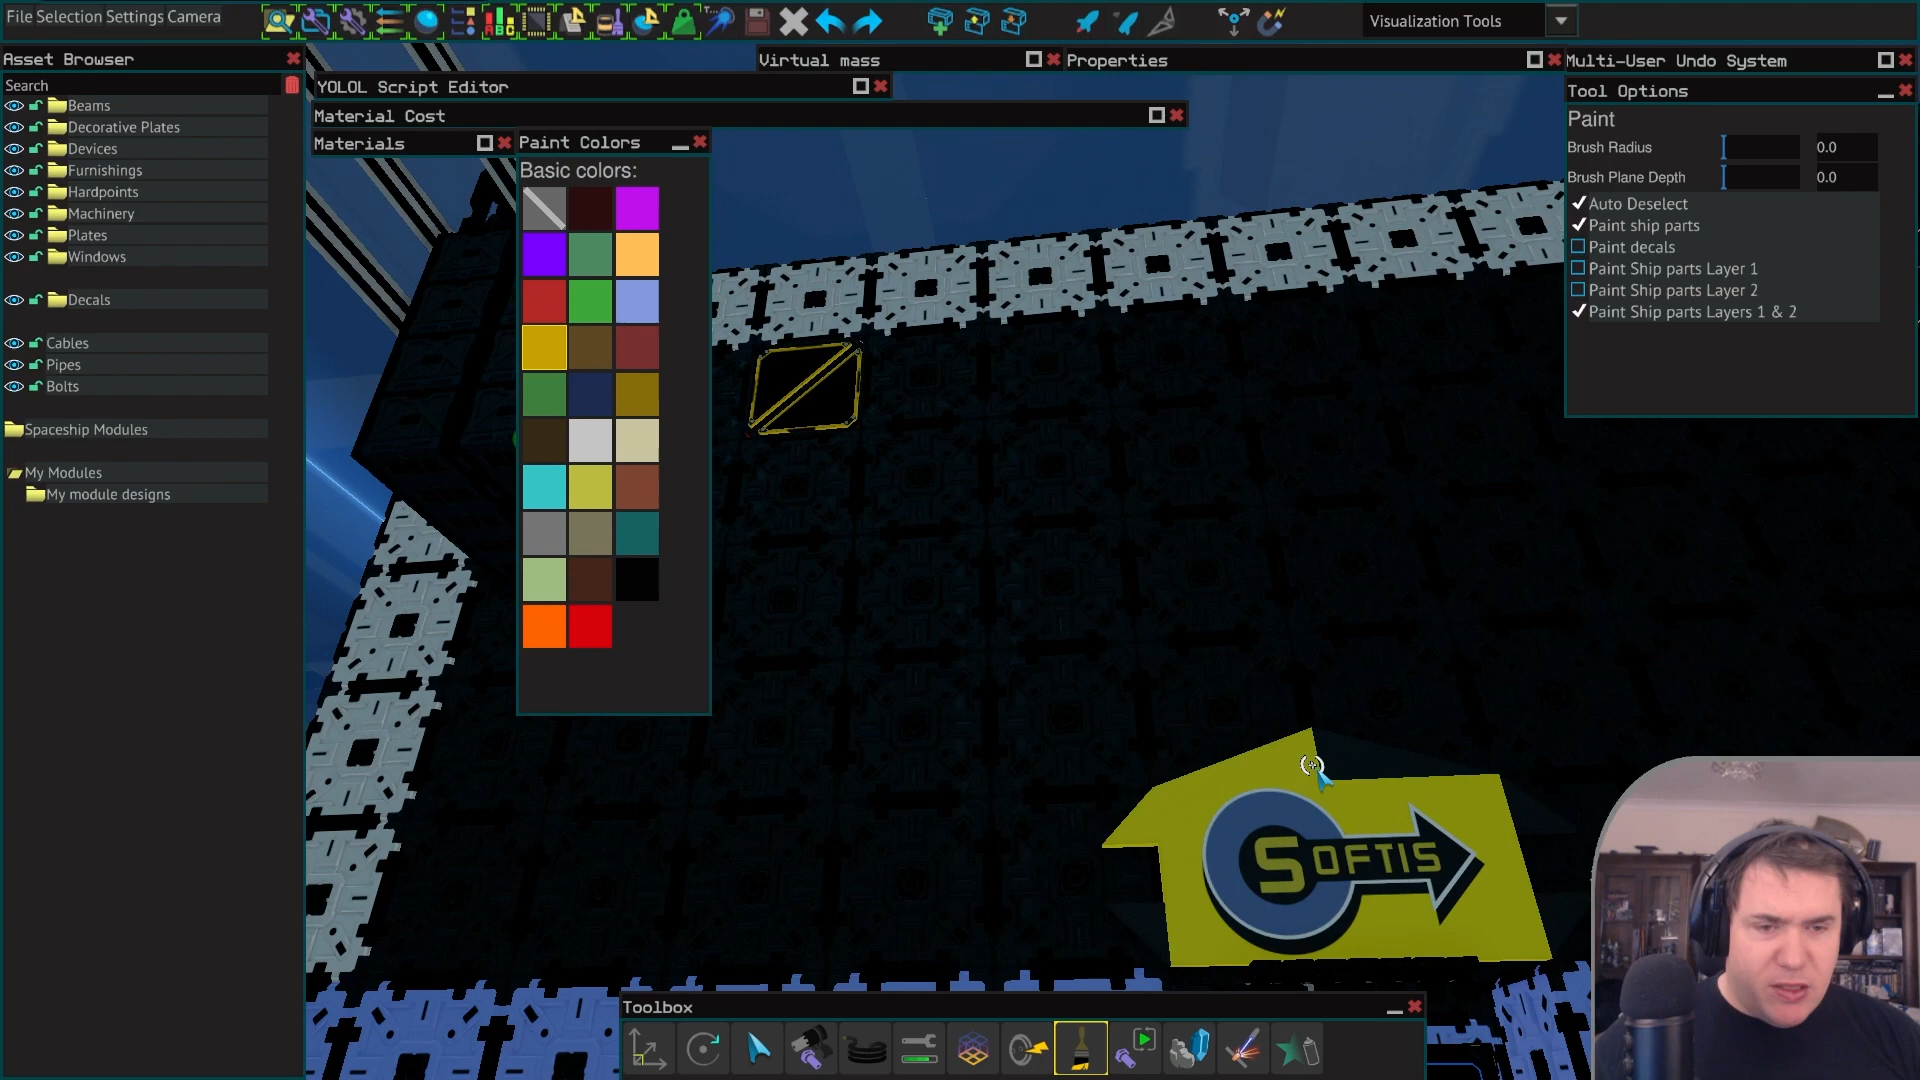 File Selection Settings Camera
ABC
T...
Visualization Tools
Asset Browser
Virtual mass
Properties
Multi-User Undo System
Search
YOLOL Script Editor
Tool Options
Material Cost
Materials
Paint Colors
Paint
Basic colors:
Brush Radius
0.0
Brush Plane Depth
0.0
Auto Deselect
Paint ship parts
Paint decals
Paint Ship parts Layer 1
Paint Ship parts Layer 2
Paint Ship parts Layers 1 & 2
Beams
Decorative Plates
Devices
Furnishings
Hardpoints
Machinery
Plates
Windows
Decals
Cables
Pipes
Bolts
Spaceship Modules
My Modules
My module designs
SOFTIS
Toolbox